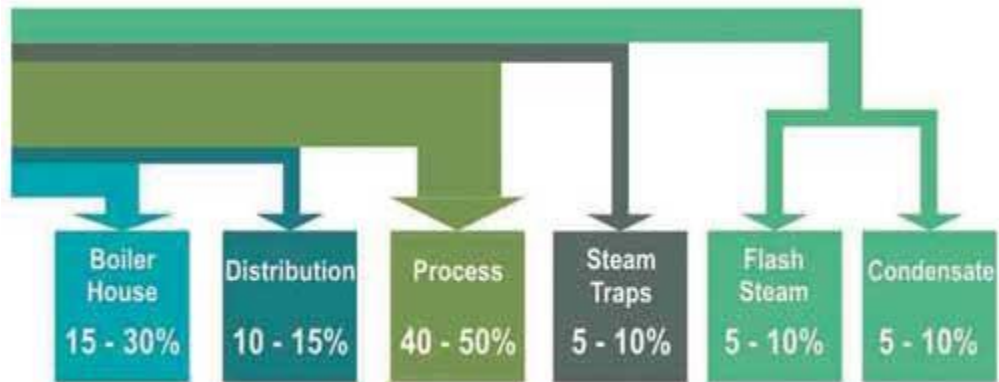 Boiler
House
15 - 30%
Distribution
10 - 15%
Process
40 - 50%
Steam
Traps
5 - 10%
Flash
Steam
5 - 10%
Condensate
5 - 10%